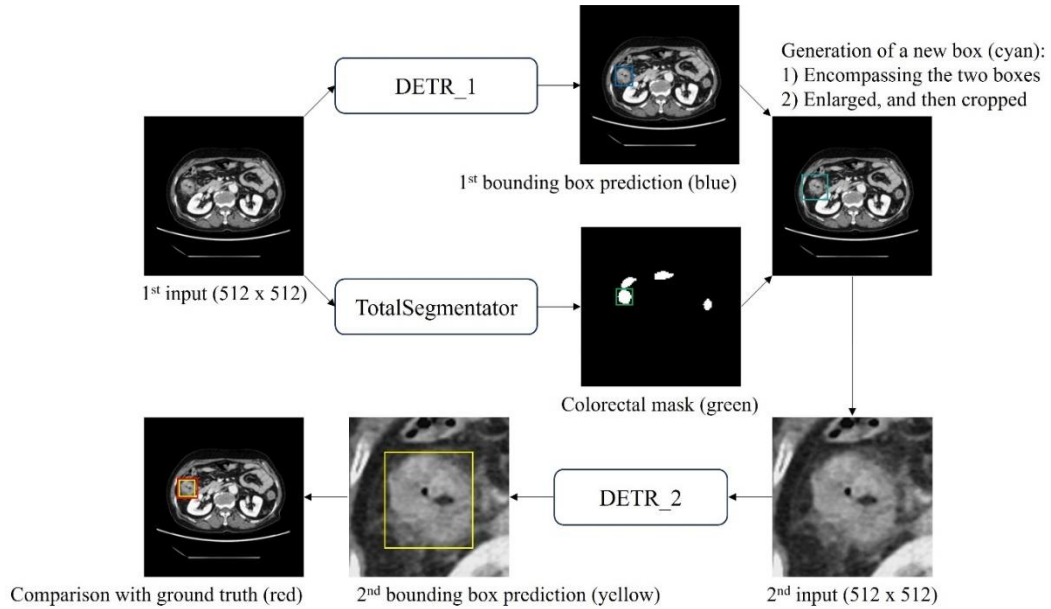 DETR_1
Generation of a new box (cyan):
1) Encompassing the two boxes
2) Enlarged, and then cropped
1st bounding box prediction (blue)
1st input (512 x 512)
TotalSegmentator
Colorectal mask (green)
DETR_2
Comparison with ground truth (red)
2nd bounding box prediction (yellow)
2nd input (512 x 512)